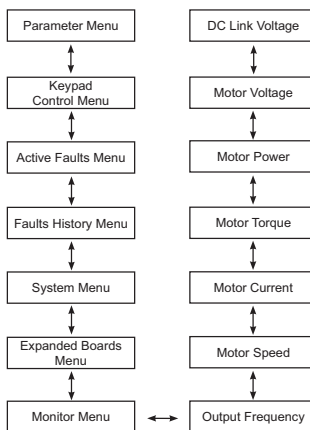 Parameter Menu
Keypad
Control Menu
Active Faults Menu
Faults History Menu
System Menu
Expanded Boards
Menu
Monitor Menu
DC Link Voltage
Motor Voltage
Motor Power
Motor Torque
Motor Current
Motor Speed
Output Frequency